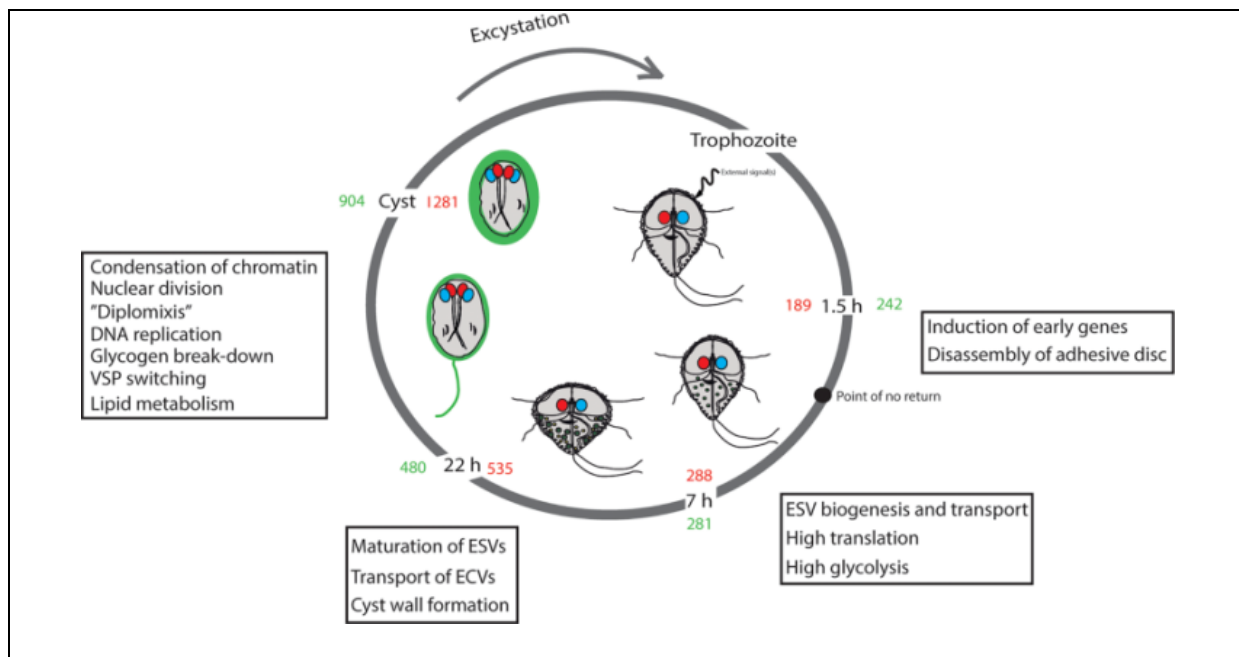 Excystation
Trophozoite
External signal(s)
904 Cyst 1281
Condensation of chromatin
Nuclear division
"Diplomixis"
DNA replication
Glycogen break-down
VSP switching
Lipid metabolism
189 1.5 h 242
Induction of early genes
Disassembly of adhesive disc
Point of no return
480 22 h 535
288
7 h
281
ESV biogenesis and transport
High translation
High glycolysis
Maturation of ESVs
Transport of ECVs
Cyst wall formation